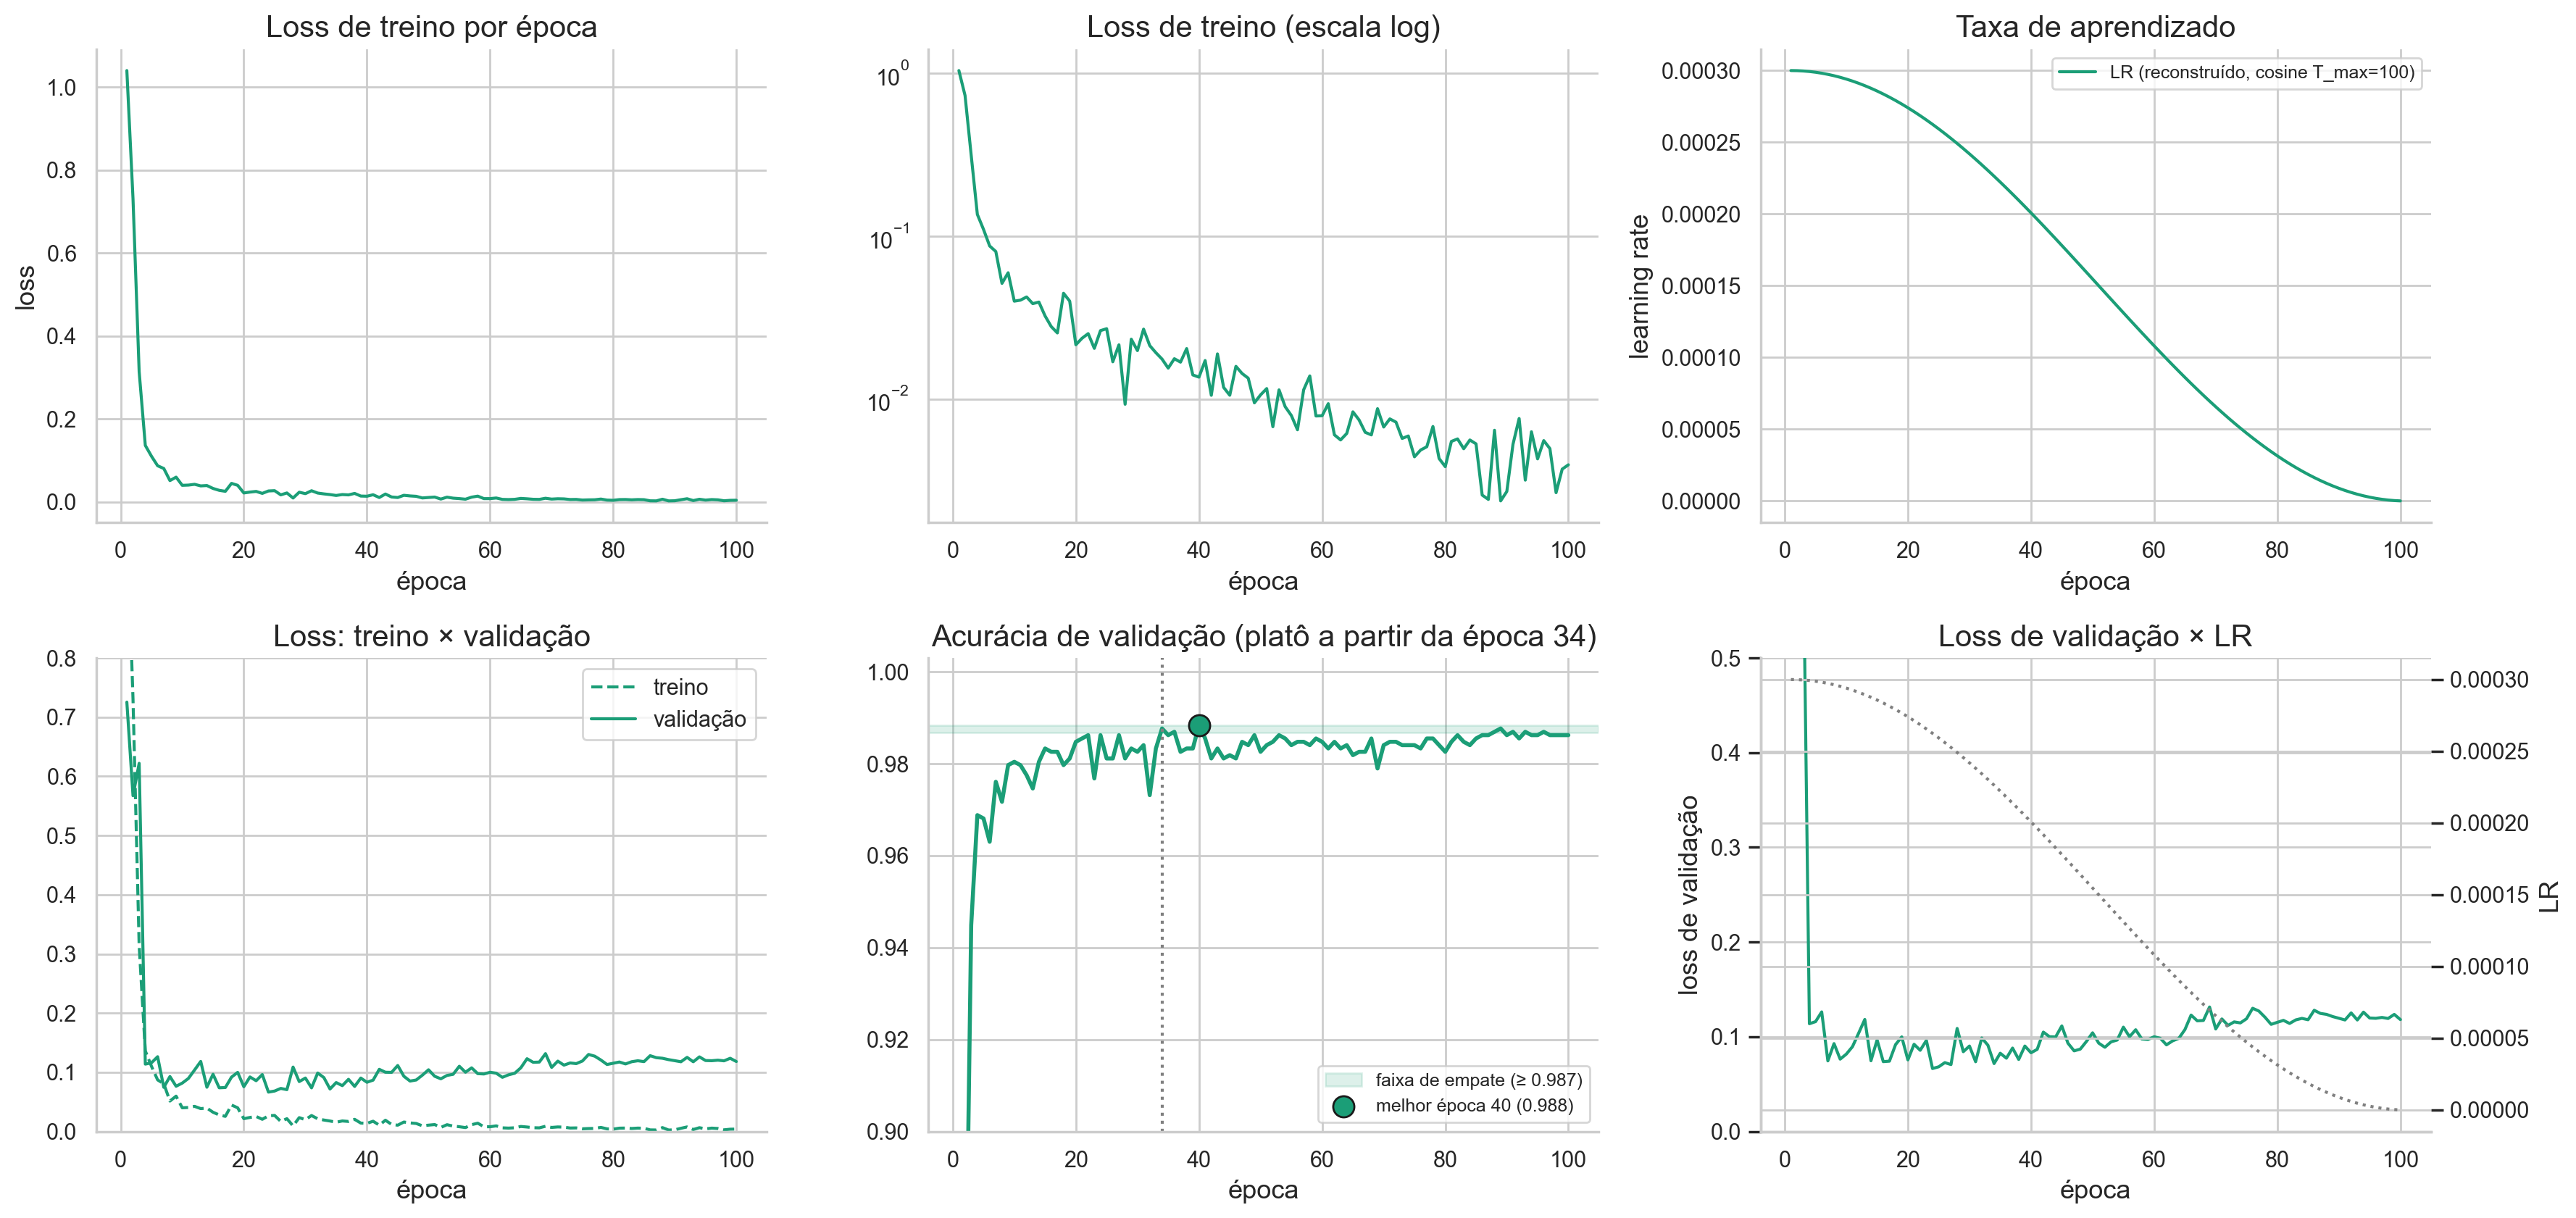 Loss de treino por época
loss
1.0
0.8
0.6
0.4
0.2
0.0
0 20 40 60 80 100
época
Loss de treino (escala log)
10⁰
10⁻¹
10⁻²
0 20 40 60 80 100
época
Taxa de aprendizado
learning rate
0.00030
0.00025
0.00020
0.00015
0.00010
0.00005
0.00000
LR (reconstruído, cosine T_max=100)
0 20 40 60 80 100
época
Loss: treino × validação
0.8
0.7
0.6
0.5
0.4
0.3
0.2
0.1
0.0
treino
validação
0 20 40 60 80 100
época
Acurácia de validação (platô a partir da época 34)
1.00
0.98
0.96
0.94
0.92
0.90
faixa de empate (≥ 0.987)
melhor época 40 (0.988)
0 20 40 60 80 100
época
Loss de validação × LR
loss de validação
0.5
0.4
0.3
0.2
0.1
0.0
0.00030
0.00025
0.00020
0.00015
0.00010
0.00005
0.00000
LR
0 20 40 60 80 100
época